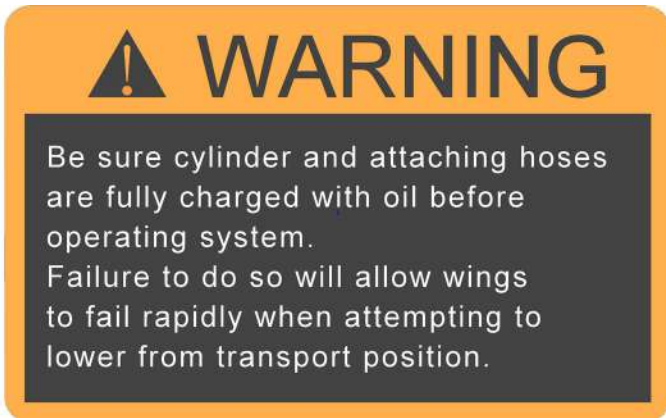 WARNING
Be sure cylinder and attaching hoses
are fully charged with oil before
operating system.
Failure to do so will allow wings
to fail rapidly when attempting to
lower from transport position.